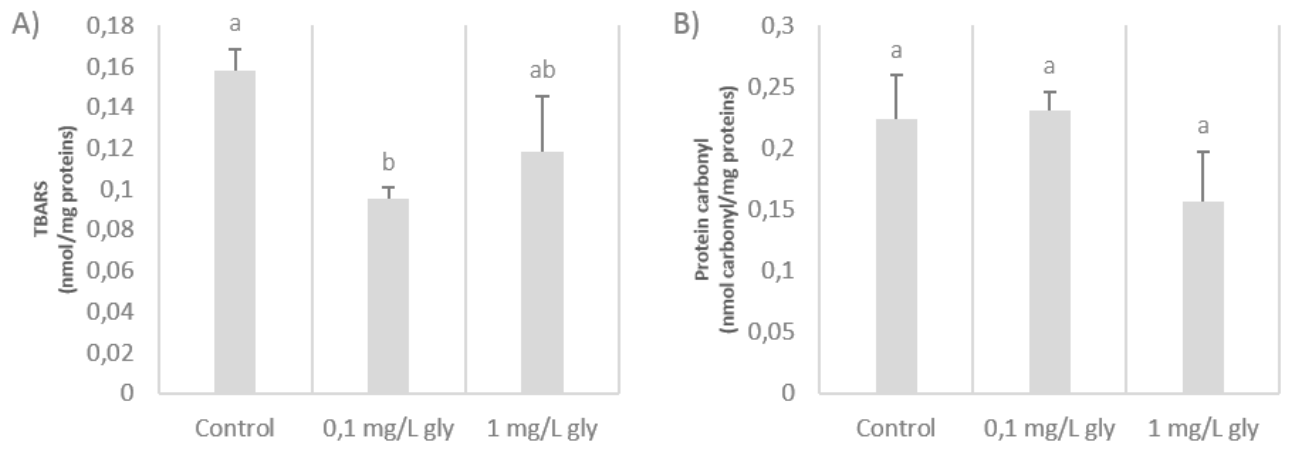 A)
TBARS
(nmol/mg proteins)
0,18
0,16
0,14
0,12
0,1
0,08
0,06
0,04
0,02
0
a
b
ab
Control
0,1 mg/L gly
1 mg/L gly
B)
Protein carbonyl
(nmol carbonyl/mg proteins)
0,3
0,25
0,2
0,15
0,1
0,05
0
a
a
a
Control
0,1 mg/L gly
1 mg/L gly